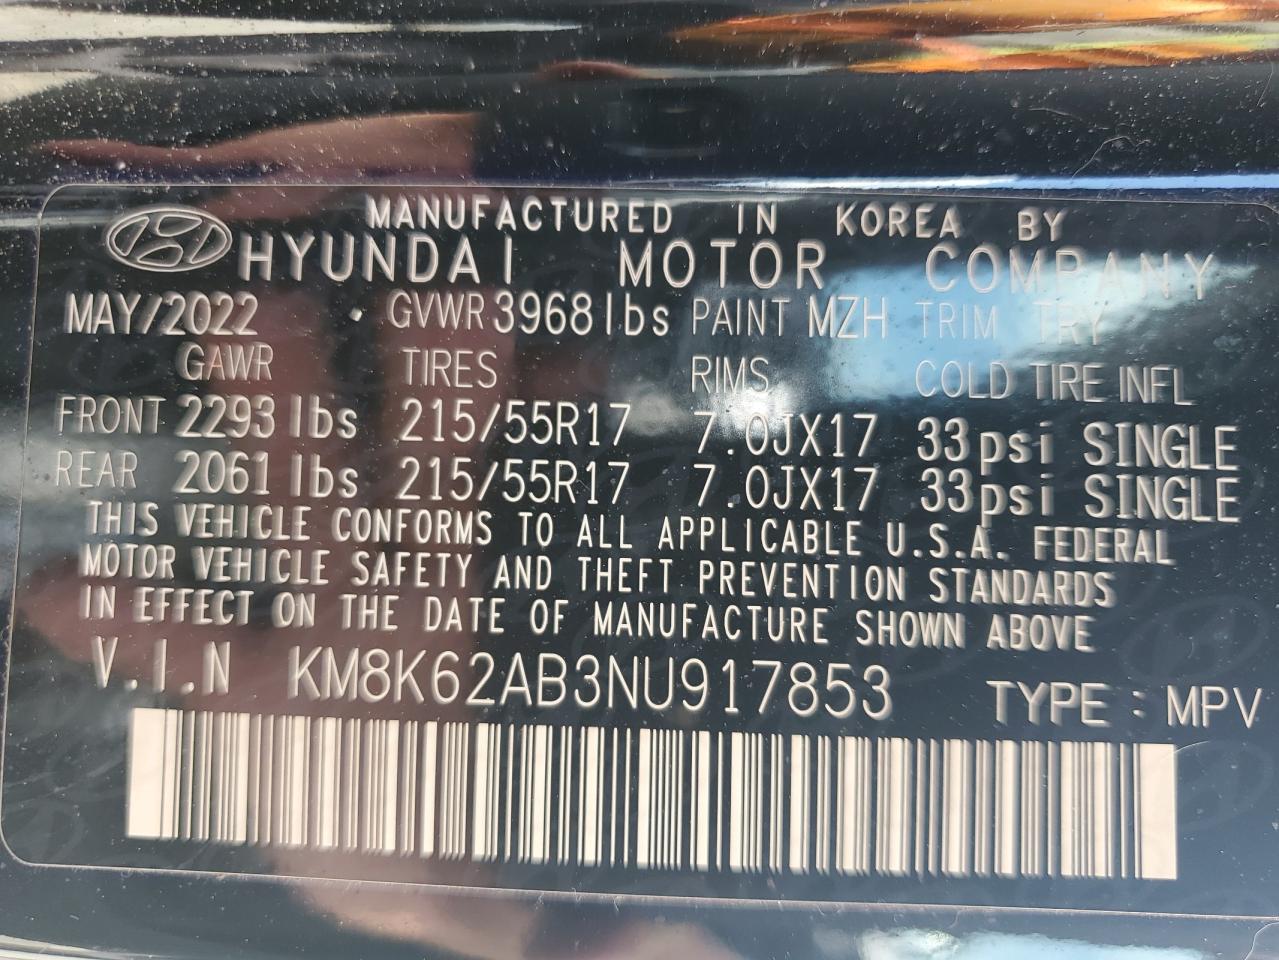 MANUFACTURED IN KOREA BY
HYUNDAI MOTOR COMPANY
MAY/2022 GVWR 3968 lbs PAINT MZH TRIM TRY
GAWR TIRES RIMS COLD TIRE INFL
FRONT 2293 lbs 215/55R17 7.0JX17 33psi SINGLE
REAR 2061 lbs 215/55R17 7.0JX17 33psi SINGLE
THIS VEHICLE CONFORMS TO ALL APPLICABLE U.S.A. FEDERAL
MOTOR VEHICLE SAFETY AND THEFT PREVENTION STANDARDS
IN EFFECT ON THE DATE OF MANUFACTURE SHOWN ABOVE
V.I.N KM8K62AB3NU917853 TYPE : MPV